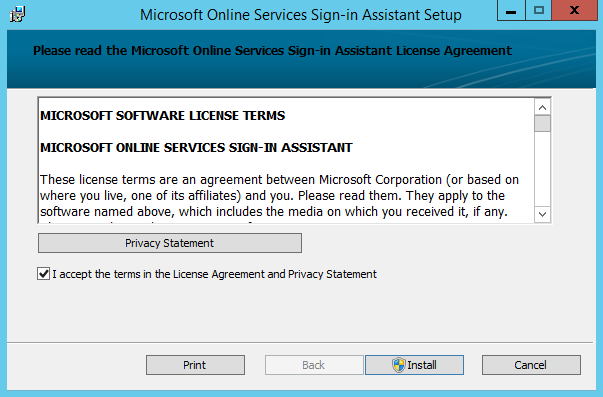 Microsoft Online Services Sign-in Assistant Setup
Please read the Microsoft Online Services Sign-in Assistant License Agreement
MICROSOFT SOFTWARE LICENSE TERMS
MICROSOFT ONLINE SERVICES SIGN-IN ASSISTANT
These license terms are an agreement between Microsoft Corporation (or based on
where you live, one of its affiliates) and you. Please read them. They apply to the
software named above, which includes the media on which you received it, if any.
Privacy Statement
I accept the terms in the License Agreement and Privacy Statement
Print Back Install Cancel